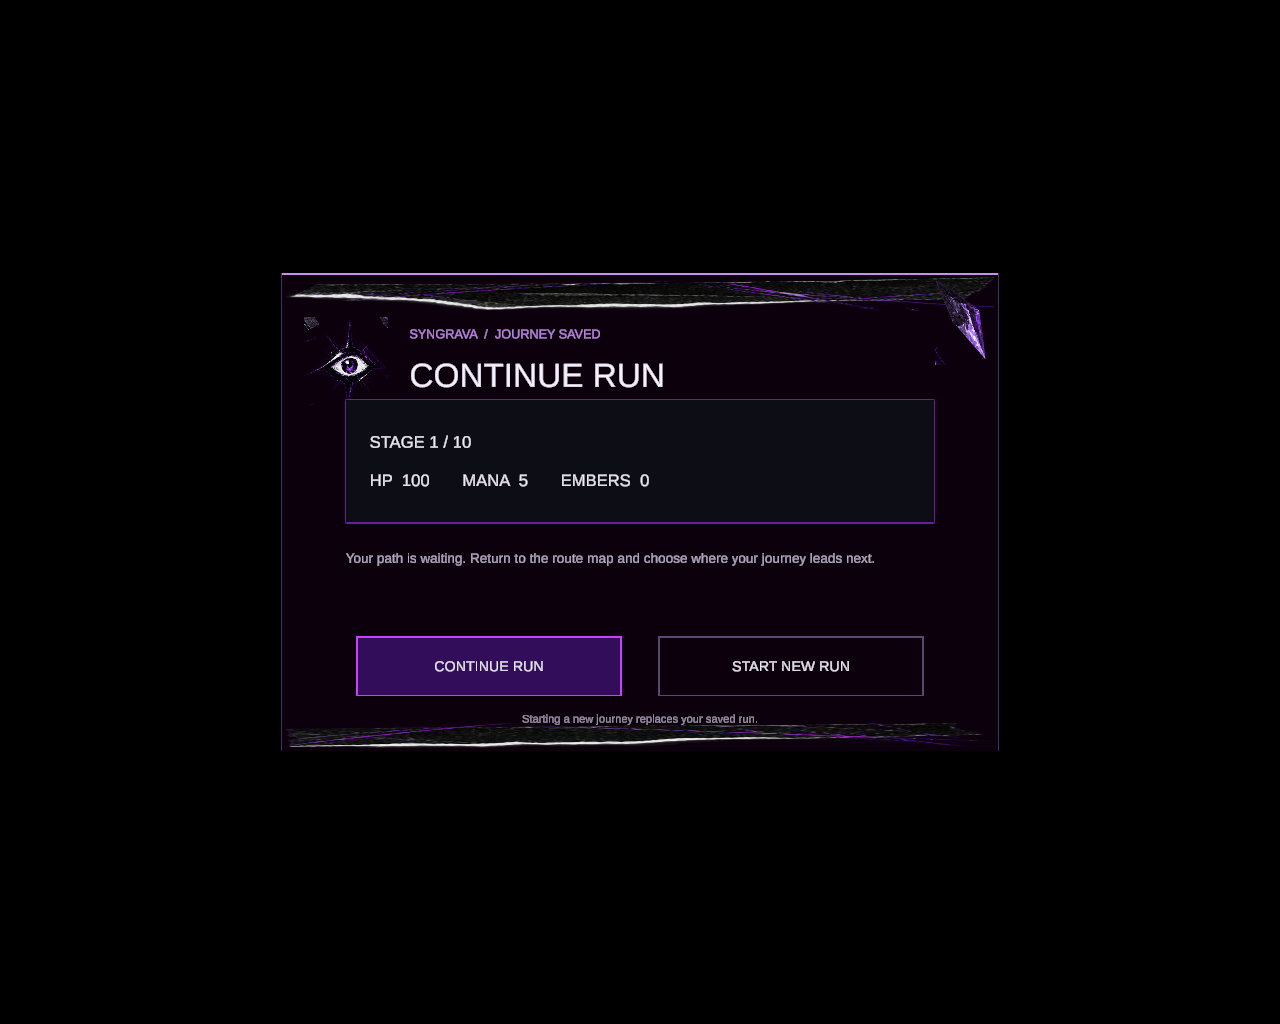 SYNGRAVA / JOURNEY SAVED
CONTINUE RUN
STAGE 1 / 10
HP 100 MANA 5 EMBERS 0
Your path is waiting. Return to the route map and choose where your journey leads next.
CONTINUE RUN START NEW RUN
Starting a new journey replaces your saved run.